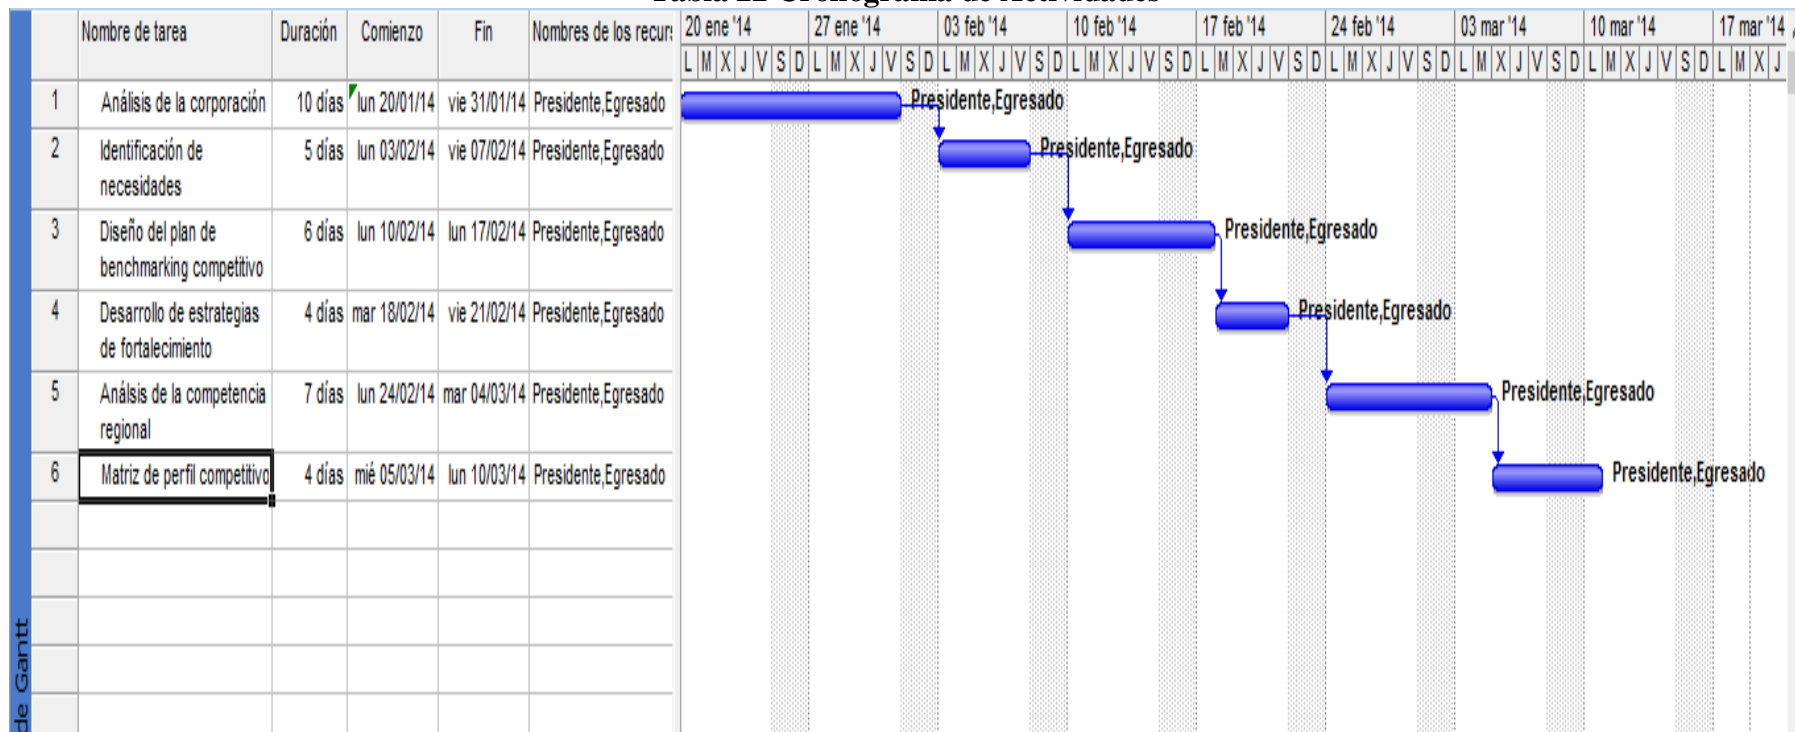 Tabla 22 Cronograma de Actividades
Nombre de tarea Duración Comienzo Fin Nombres de los recurs 20 ene '14 27 ene '14 03 feb '14 10 feb '14 17 feb '14 24 feb '14 03 mar '14 10 mar '14 17 mar '14
L M X J V S D L M X J V S D L M X J V S D L M X J V S D L M X J V S D L M X J V S D L M X J V S D L M X J V S D L M X J
1 Análisis de la corporación 10 días lun 20/01/14 vie 31/01/14 Presidente,Egresado Presidente,Egresado
2 Identificación de 5 días lun 03/02/14 vie 07/02/14 Presidente,Egresado Presidente,Egresado
necesidades
3 Diseño del plan de 6 días lun 10/02/14 lun 17/02/14 Presidente,Egresado Presidente,Egresado
benchmarking competitivo
4 Desarrollo de estrategias 4 días mar 18/02/14 vie 21/02/14 Presidente,Egresado Presidente,Egresado
de fortalecimiento
5 Análsis de la competencia 7 días lun 24/02/14 mar 04/03/14 Presidente,Egresado Presidente,Egresado
regional
6 Matriz de perfil competitivo 4 días mié 05/03/14 lun 10/03/14 Presidente,Egresado Presidente,Egresado
de Gantt